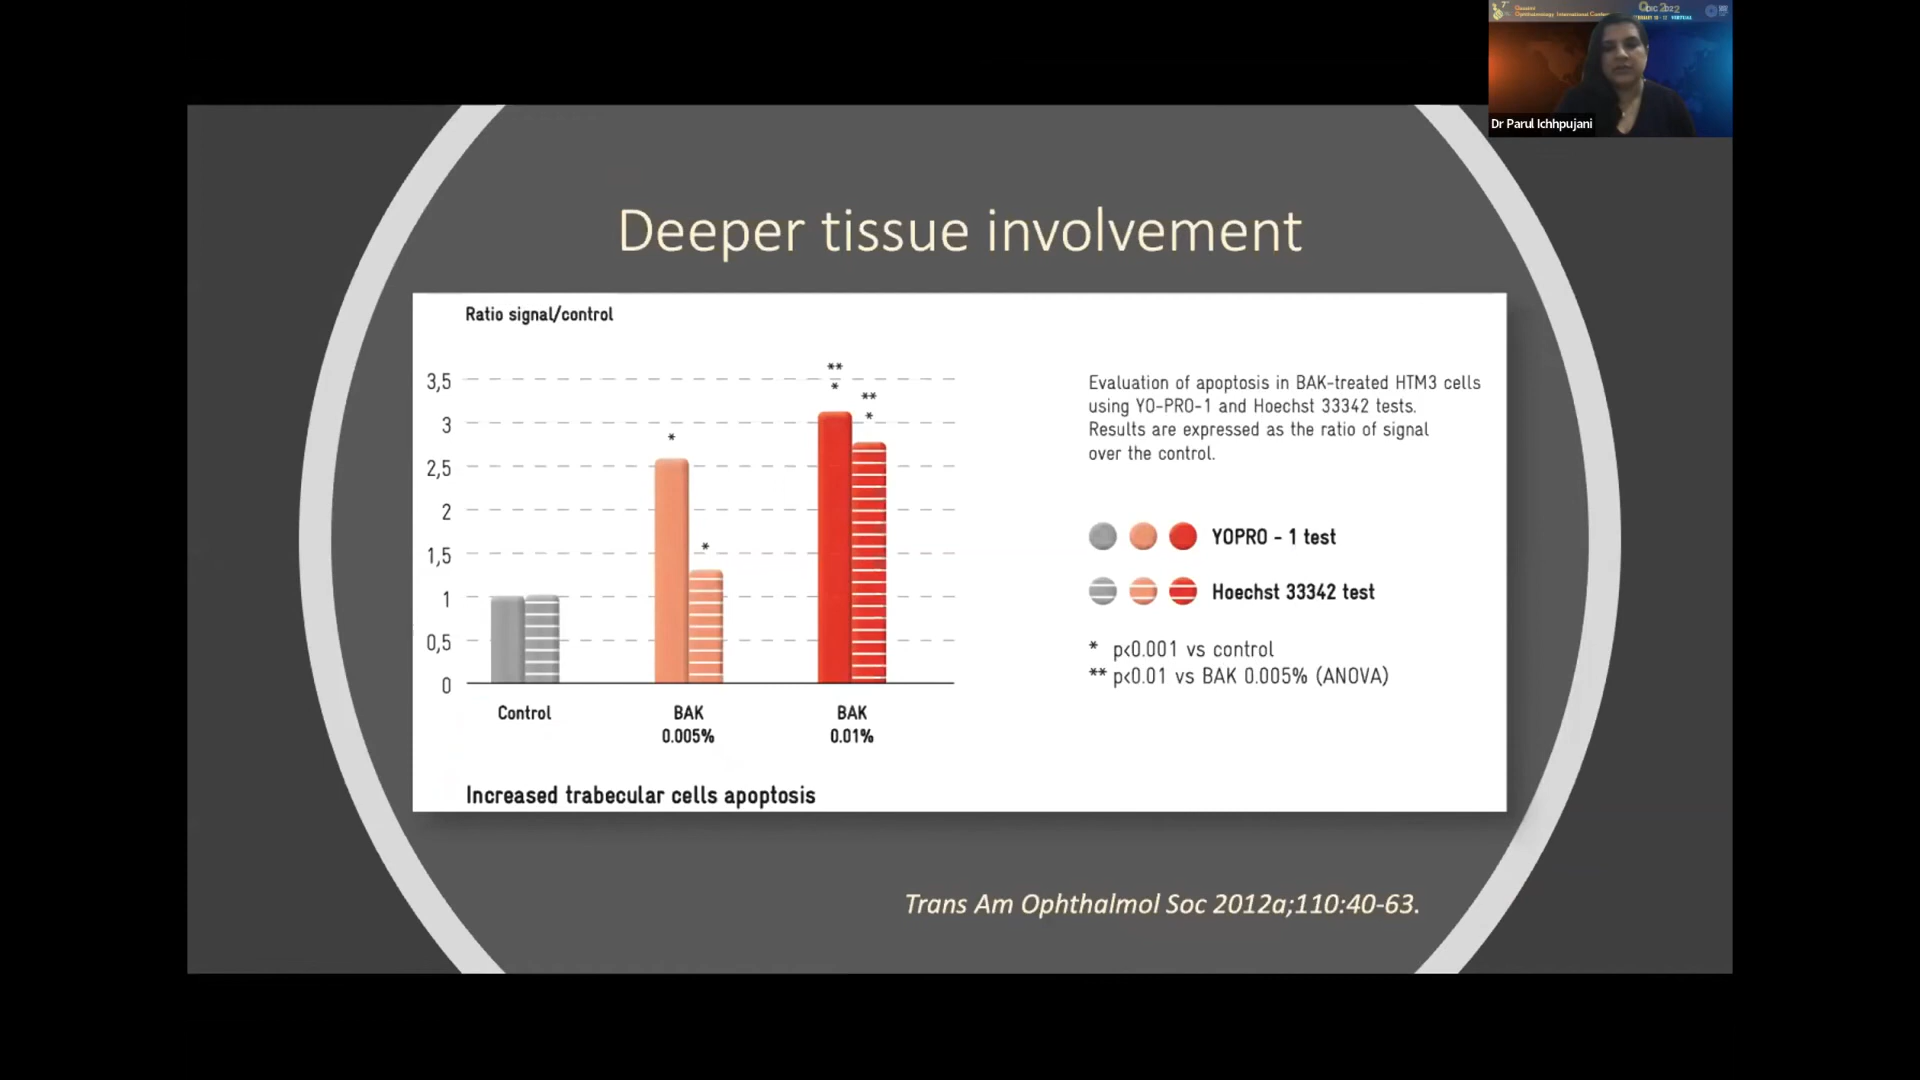 Dr Parul Ichhpujani
Deeper tissue involvement
Ratio signal/control
3,5
3
2,5
2
1,5
1
0,5
0
**
*
**
*
*
*
Control
BAK
0.005%
BAK
0.01%
Increased trabecular cells apoptosis
Evaluation of apoptosis in BAK-treated HTM3 cells
using YO-PRO-1 and Hoechst 33342 tests.
Results are expressed as the ratio of signal
over the control.
YOPRO - 1 test
Hoechst 33342 test
* p<0.001 vs control
** p<0.01 vs BAK 0.005% (ANOVA)
Trans Am Ophthalmol Soc 2012a;110:40-63.